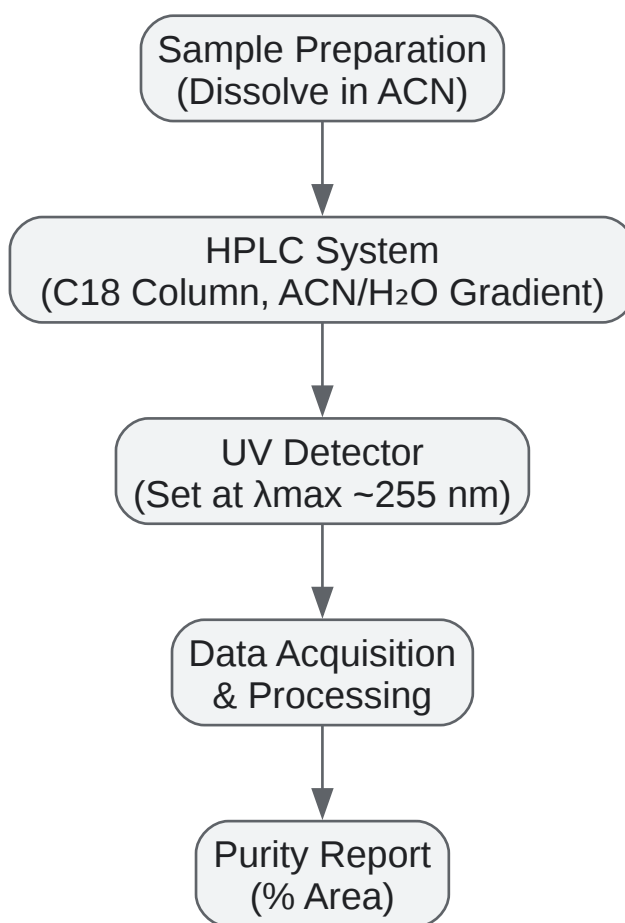 Sample Preparation
(Dissolve in ACN)
HPLC System
(C18 Column, ACN/H₂O Gradient)
UV Detector
(Set at λmax ~255 nm)
Data Acquisition
& Processing
Purity Report
(% Area)